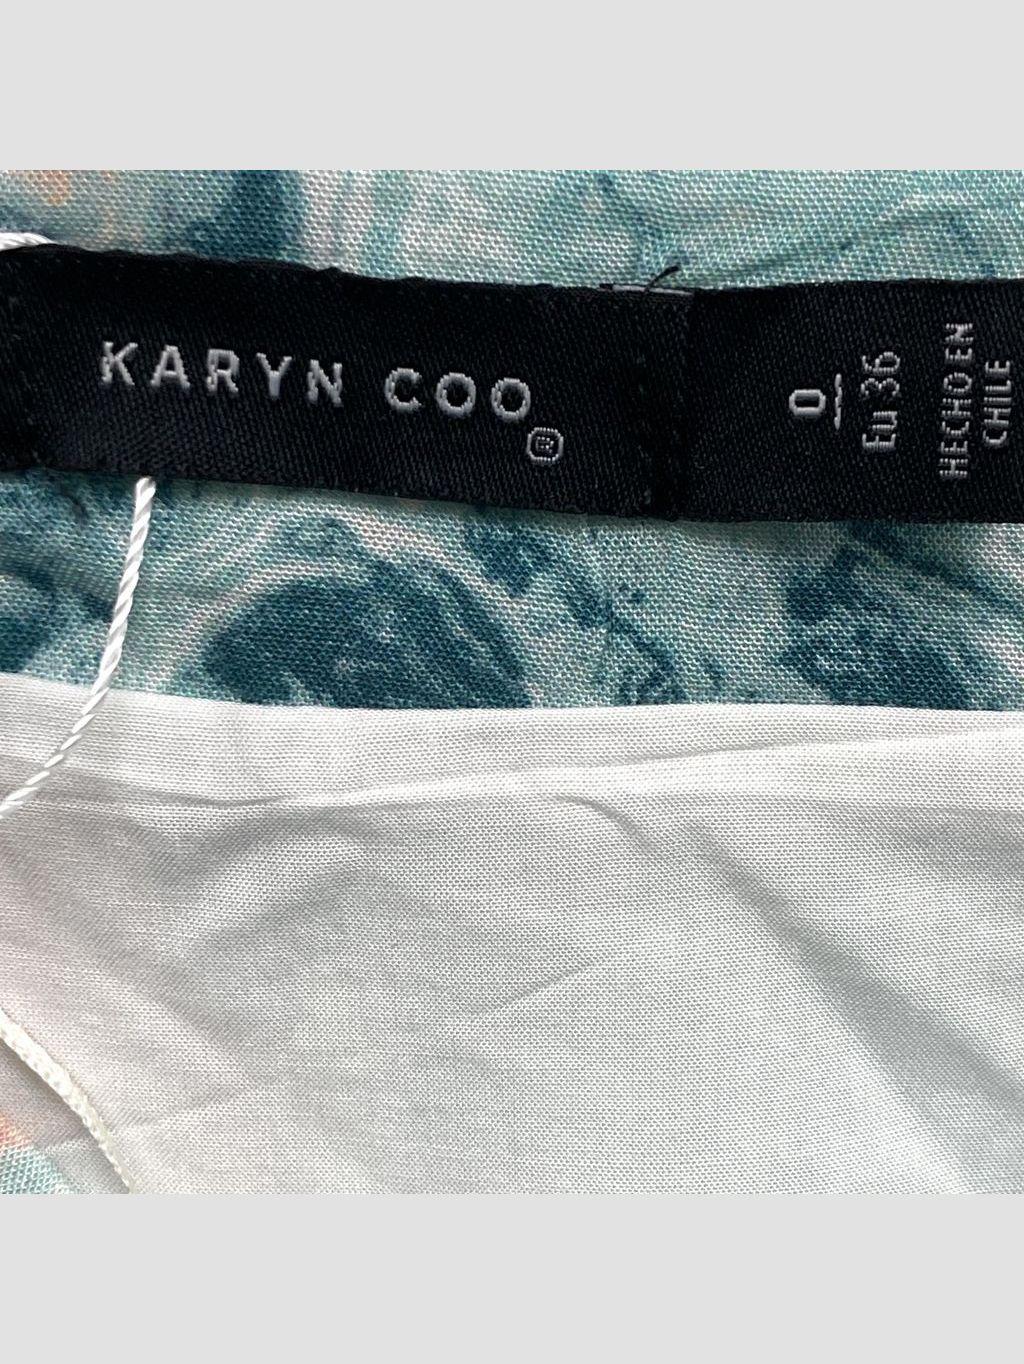 KARYN COO
®
0
Eu 36
HECHO EN
CHILE